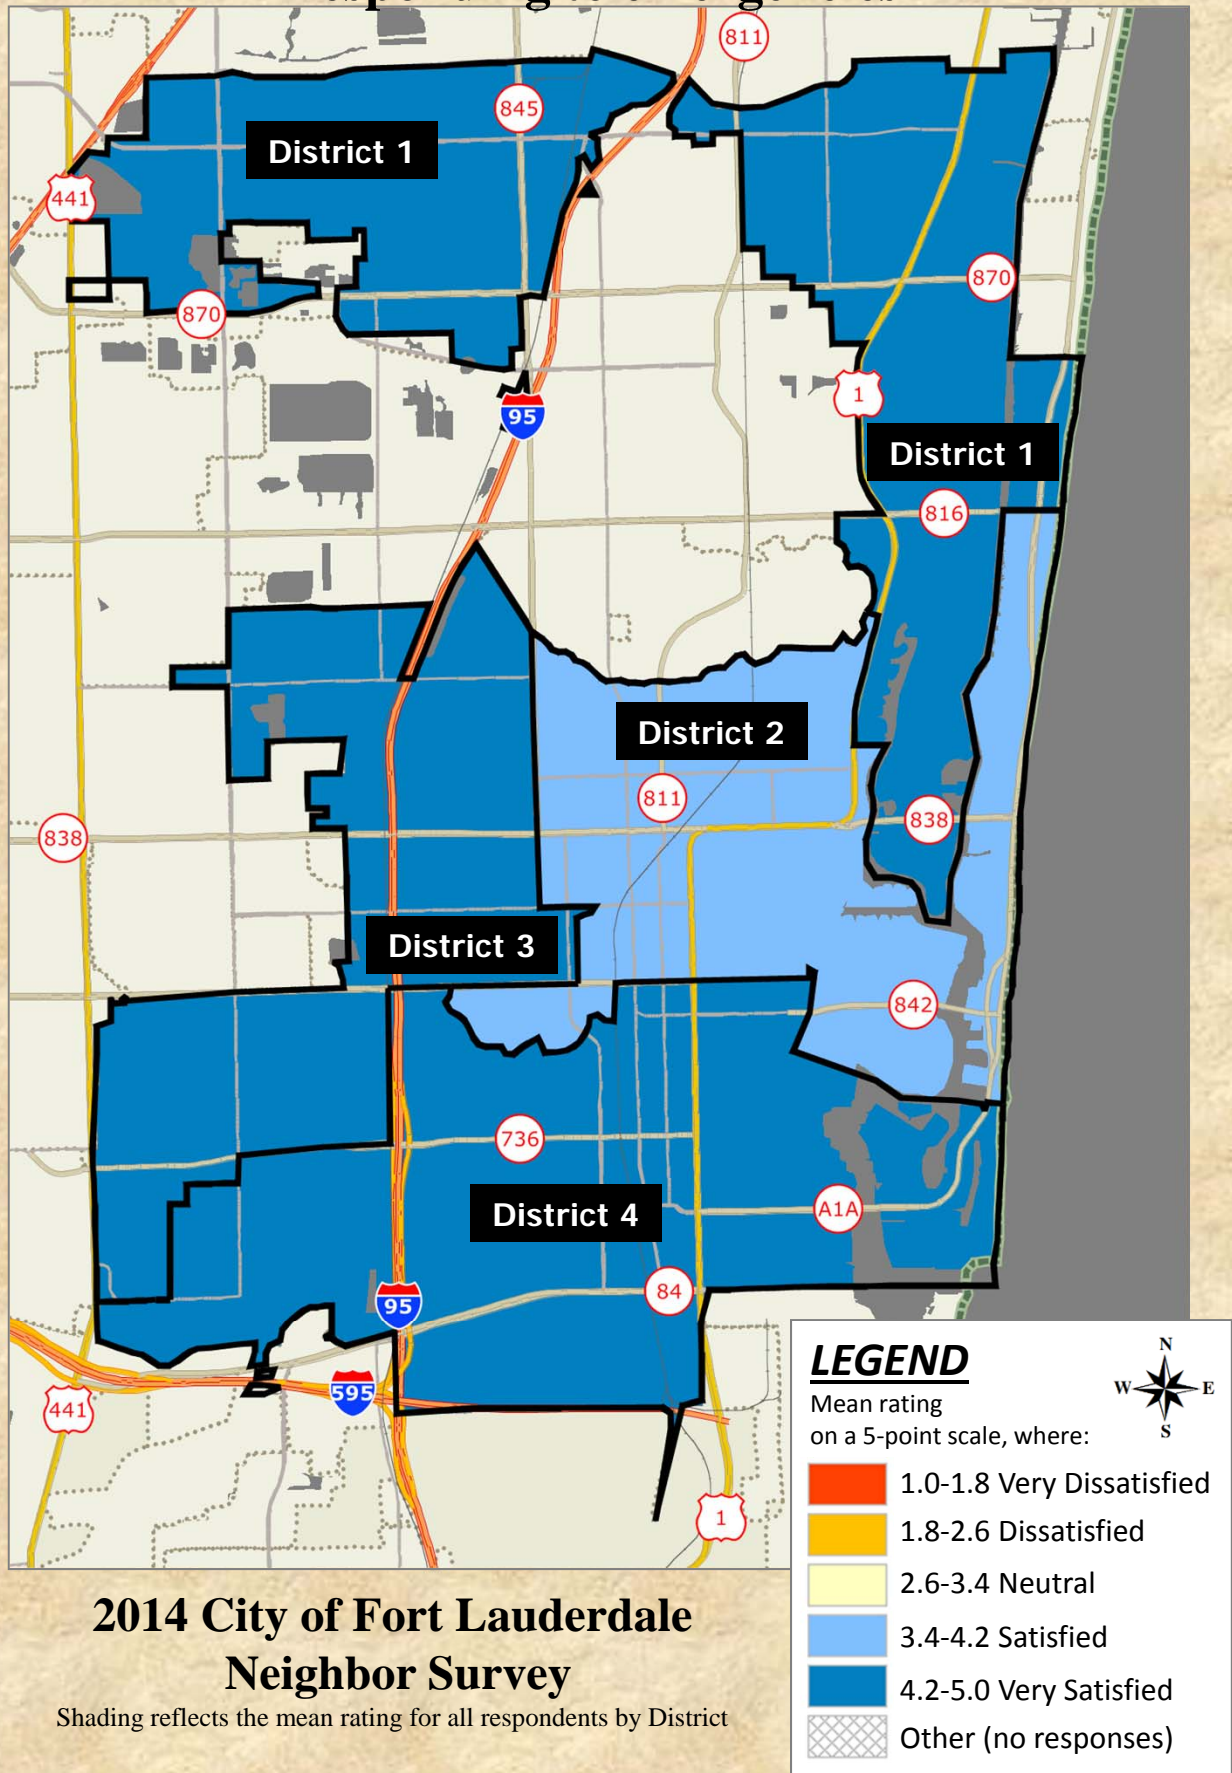 811
845
District 1
441
870
870
1
95
District 1
816
District 2
811
838
838
District 3
842
736
District 4
A1A
84
95
595
441
1
LEGEND
Mean rating
on a 5-point scale, where:
N
W E
S
1.0-1.8 Very Dissatisfied
1.8-2.6 Dissatisfied
2.6-3.4 Neutral
3.4-4.2 Satisfied
4.2-5.0 Very Satisfied
Other (no responses)
2014 City of Fort Lauderdale
Neighbor Survey
Shading reflects the mean rating for all respondents by District